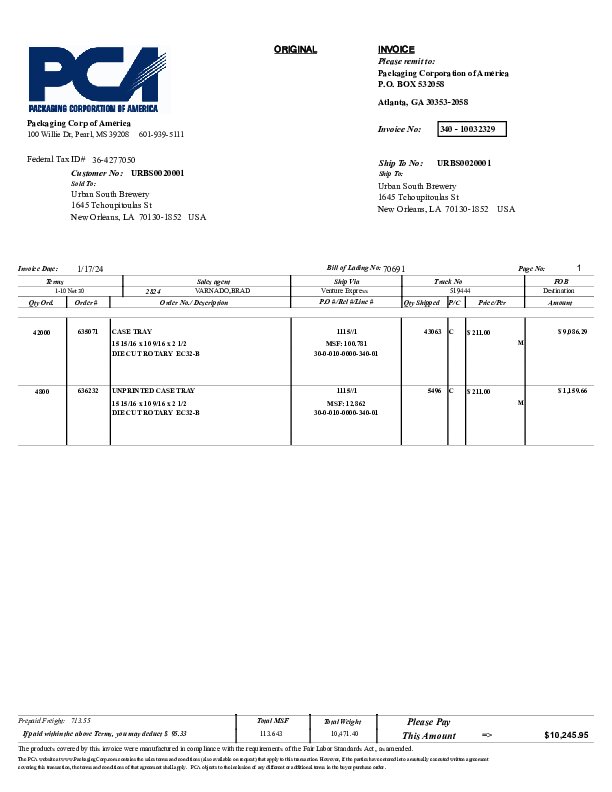 PCA
PACKAGING CORPORATION OF AMERICA
ORIGINAL
INVOICE
Please remit to:
Packaging Corporation of America
P.O. BOX 532058
Atlanta, GA 30353-2058
Packaging Corp of America
100 Willie Dr, Pearl, MS 39208 601-939-5111
Invoice No: 340 - 10032329
Federal Tax ID# 36-4277050
Customer No: URBS0020001
Sold To:
Urban South Brewery
1645 Tchoupitoulas St
New Orleans, LA 70130-1852 USA
Ship To No: URBS0020001
Ship To:
Urban South Brewery
1645 Tchoupitoulas St
New Orleans, LA 70130-1852 USA
Invoice Date: 1/17/24 Bill of Lading No: 70691 Page No: 1
Terms Sales agent Ship Via Truck No FOB
1-10 Net 30 2824 VARNADO,BRAD Venture Express 519444 Destination
Qty Ord. Order # Order No./ Description P.O #/Rel #/Line # Qty Shipped P/C Price/Per Amount
42000 635071 CASE TRAY 1115//1 43063 C $ 211.00 $ 9,086.29
15 15/16 x 10 9/16 x 2 1/2 MSF: 100.781 M
DIE CUT ROTARY EC32-B 30-0-010-0000-340-01
4800 636232 UNPRINTED CASE TRAY 1115//1 5496 C $ 211.00 $ 1,159.66
15 15/16 x 10 9/16 x 2 1/2 MSF: 12.862 M
DIE CUT ROTARY EC32-B 30-0-010-0000-340-01
Prepaid Freight: 713.55 Total MSF Total Weight Please Pay
If paid within the above Terms, you may deduct $ 95.33 113.643 10,471.40 This Amount => $10,245.95
The products covered by this invoice were manufactured in compliance with the requirements of the Fair Labor Standards Act., as amended.
The PCA website at www.PackagingCorp.com contains the sales terms and conditions (also available on request) that apply to this transaction. However, if the parties have entered into a mutually executed written agreement
covering this transaction, the terms and conditions of that agreement shall apply. PCA objects to the inclusion of any different or additional terms in the buyer purchase order.